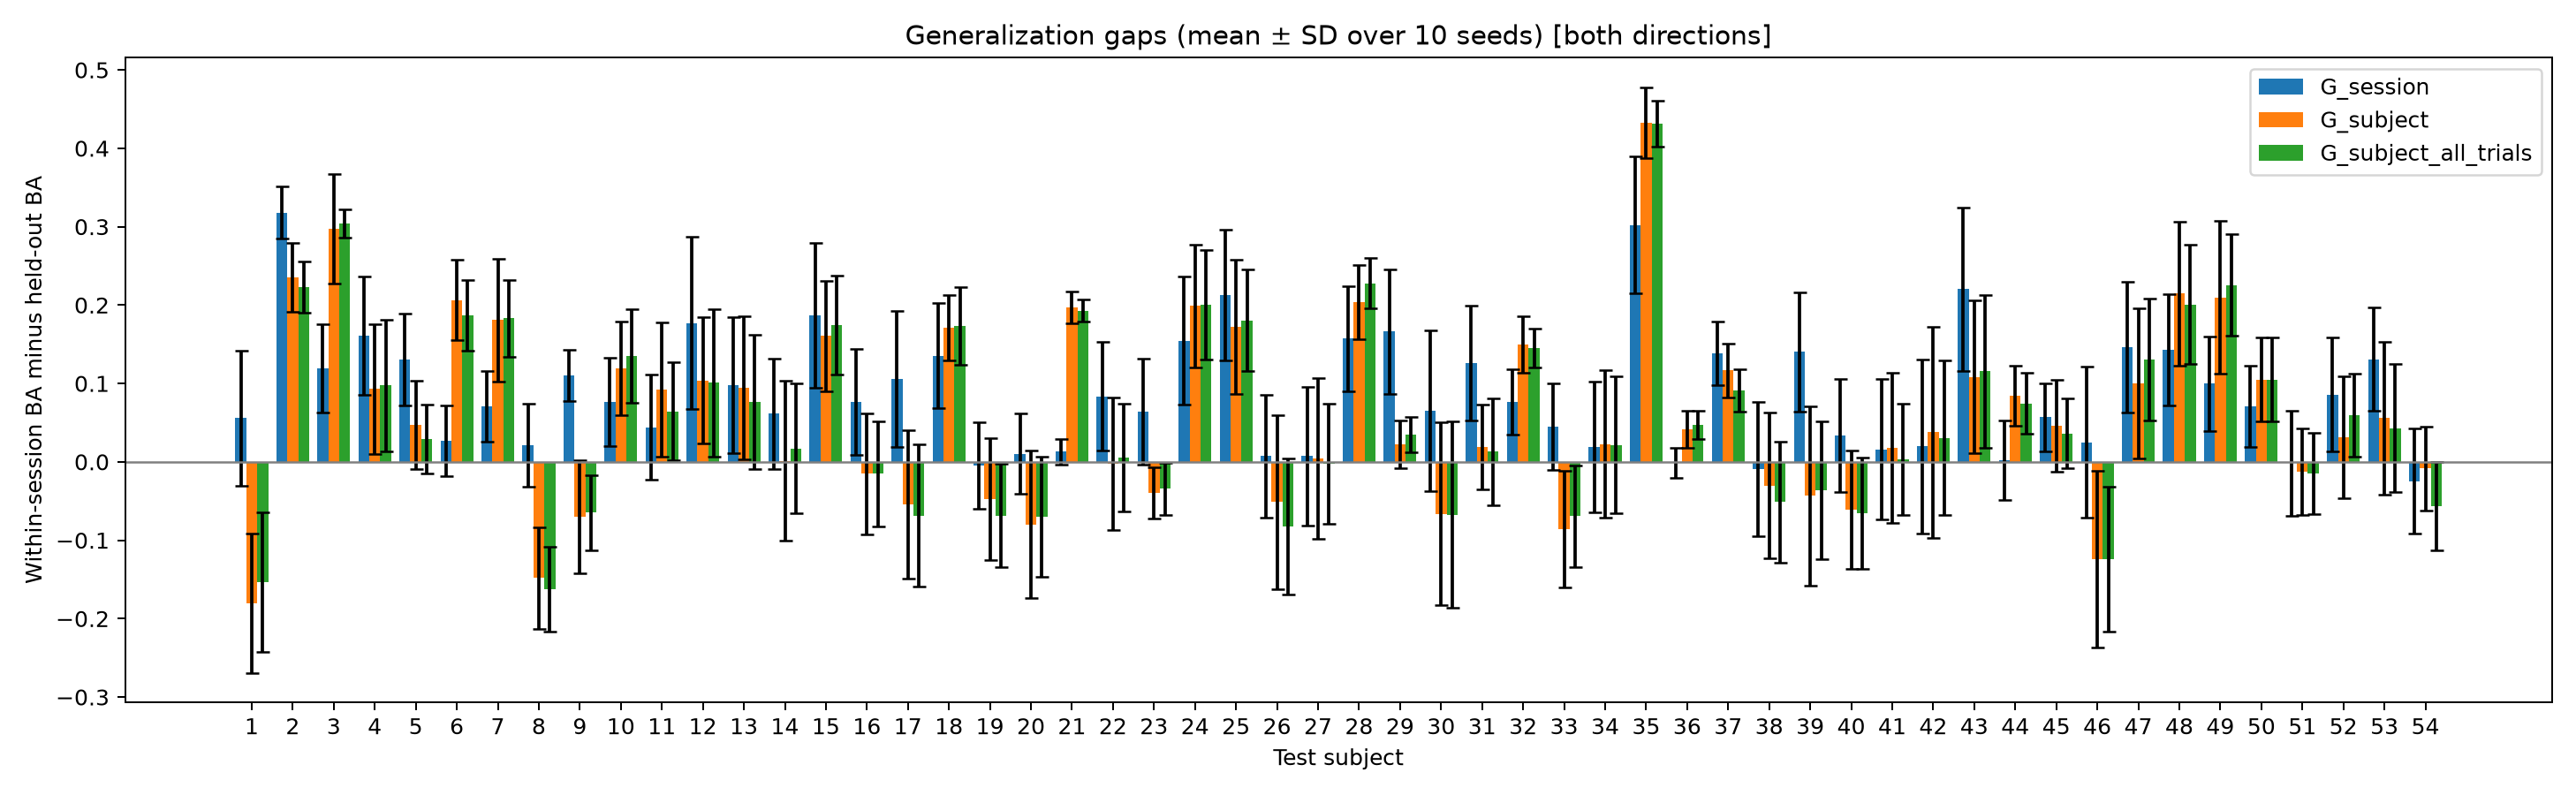 Generalization gaps (mean ± SD over 10 seeds) [both directions]
G_session
G_subject
G_subject_all_trials
Within-session BA minus held-out BA
0.5
0.4
0.3
0.2
0.1
0.0
−0.1
−0.2
−0.3
1 2 3 4 5 6 7 8 9 10 11 12 13 14 15 16 17 18 19 20 21 22 23 24 25 26 27 28 29 30 31 32 33 34 35 36 37 38 39 40 41 42 43 44 45 46 47 48 49 50 51 52 53 54
Test subject